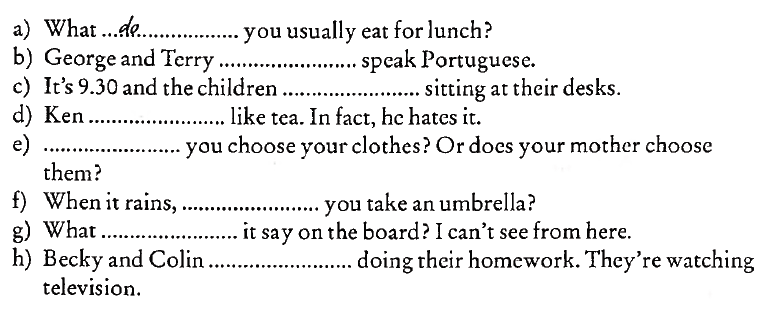 a) What ...do.................. you usually eat for lunch?
b) George and Terry ......................... speak Portuguese.
c) It's 9.30 and the children ......................... sitting at their desks.
d) Ken ......................... like tea. In fact, he hates it.
e) ......................... you choose your clothes? Or does your mother choose
them?
f) When it rains, ......................... you take an umbrella?
g) What ......................... it say on the board? I can't see from here.
h) Becky and Colin .......................... doing their homework. They're watching
television.